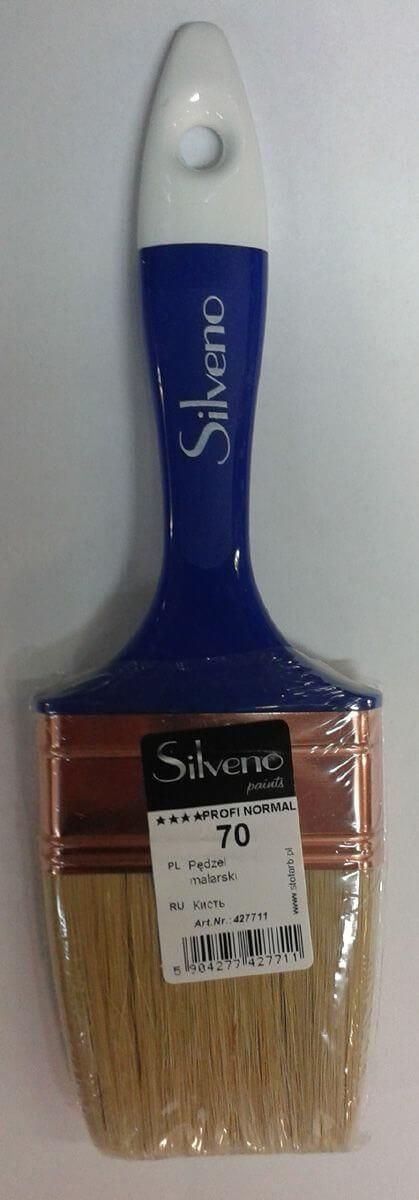 Silveno
Silveno
paints
★★★★PROFI NORMAL
70
PL Pędzel
malarski
RU Кисть
Art.Nr.: 427711
www.stofarb.pl
5 904277 427711